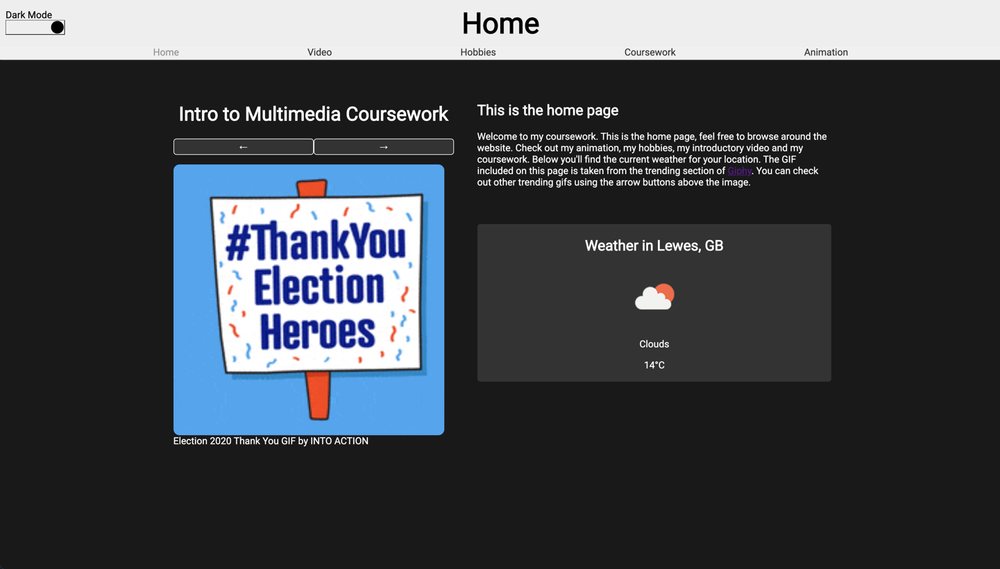 Dark Mode
Home
Home
Video
Hobbies
Coursework
Animation
Intro to Multimedia Coursework
←
→
#ThankYou
Election
Heroes
Election 2020 Thank You GIF by INTO ACTION
This is the home page
Welcome to my coursework. This is the home page, feel free to browse around the
website. Check out my animation, my hobbies, my introductory video and my
coursework. Below you'll find the current weather for your location. The GIF
included on this page is taken from the trending section of Giphy. You can check
out other trending gifs using the arrow buttons above the image.
Weather in Lewes, GB
Clouds
14°C